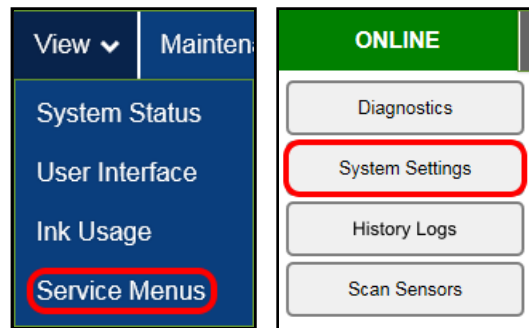 View
Mainten
System Status
User Interface
Ink Usage
Service Menus
ONLINE
Diagnostics
System Settings
History Logs
Scan Sensors